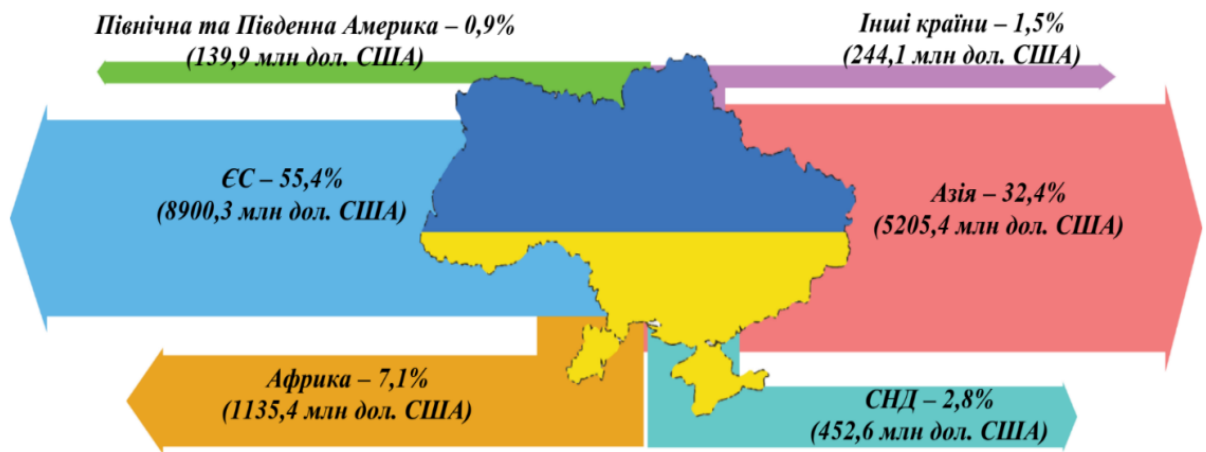 Північна та Південна Америка – 0,9%
(139,9 млн дол. США)
Інші країни – 1,5%
(244,1 млн дол. США)
ЄС – 55,4%
(8900,3 млн дол. США)
Азія – 32,4%
(5205,4 млн дол. США)
Африка – 7,1%
(1135,4 млн дол. США)
СНД – 2,8%
(452,6 млн дол. США)